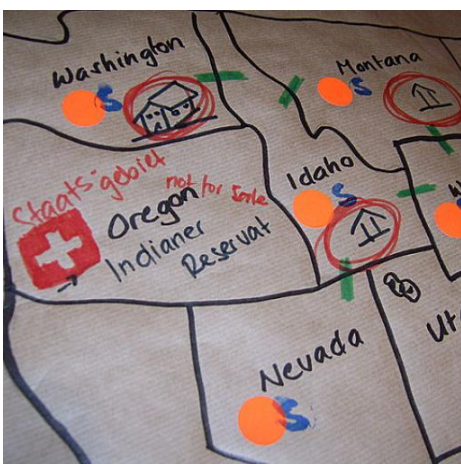 Washington
S
Montana
S
Staatsgebiet
not for Sale
Oregon
Indianer
Reservat
Idaho
S
Nevada
S
Ut